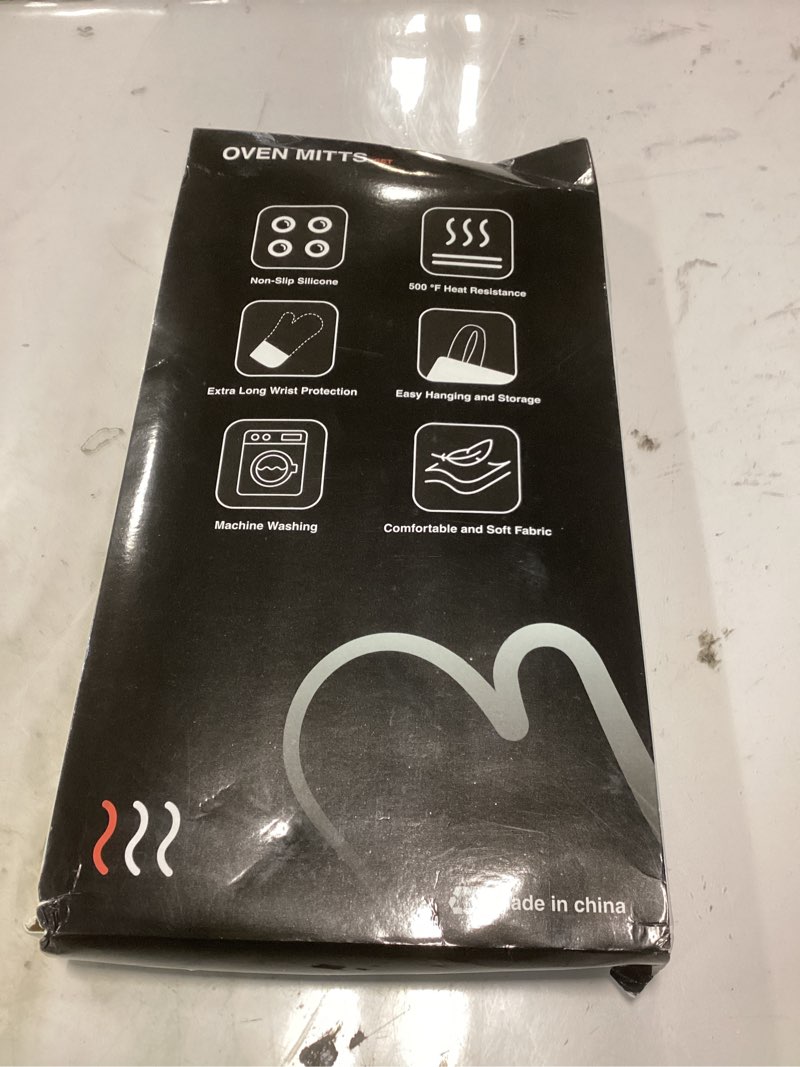 OVEN MITTS SET
Non-Slip Silicone
500 °F Heat Resistance
Extra Long Wrist Protection
Easy Hanging and Storage
Machine Washing
Comfortable and Soft Fabric
in china